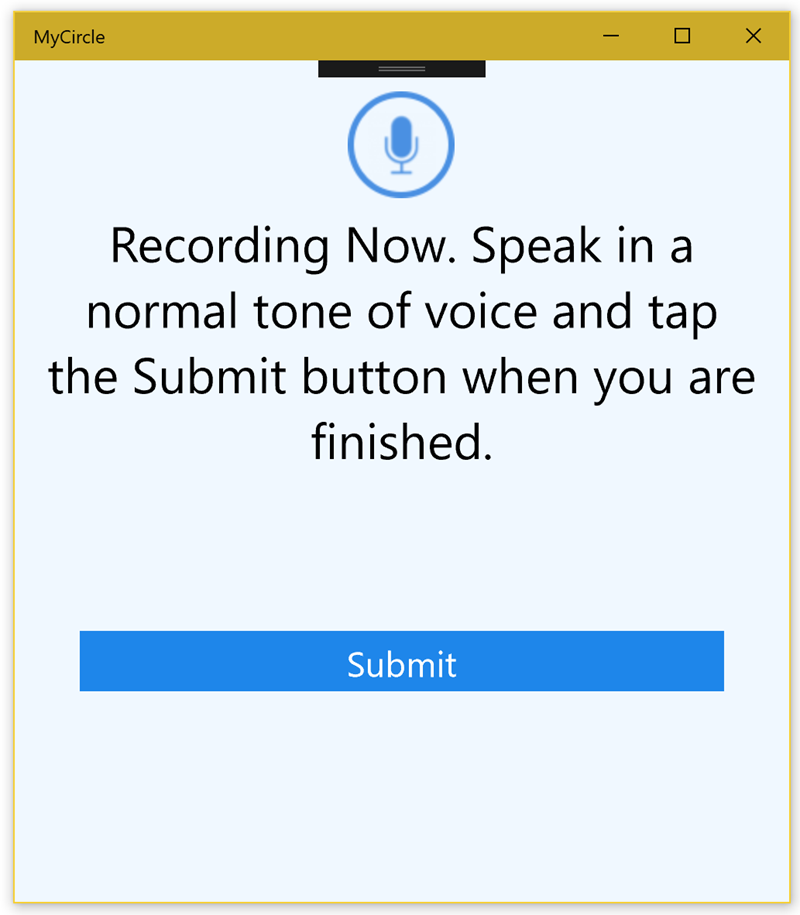 MyCircle
Recording Now. Speak in a
normal tone of voice and tap
the Submit button when you are
finished.
Submit